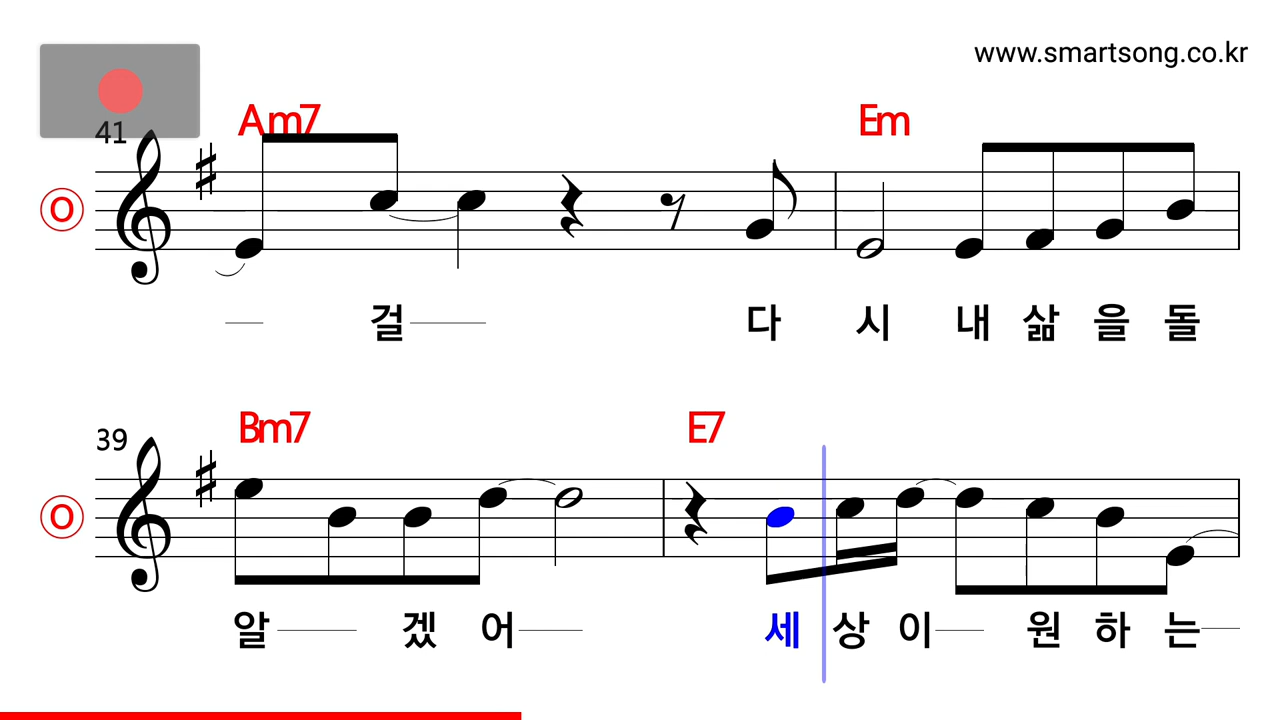 www.smartsong.co.kr
41
Am7 Em
걸 다 시 내 삶 을 돌
39
Bm7 E7
알 겠 어 세 상 이 원 하 는